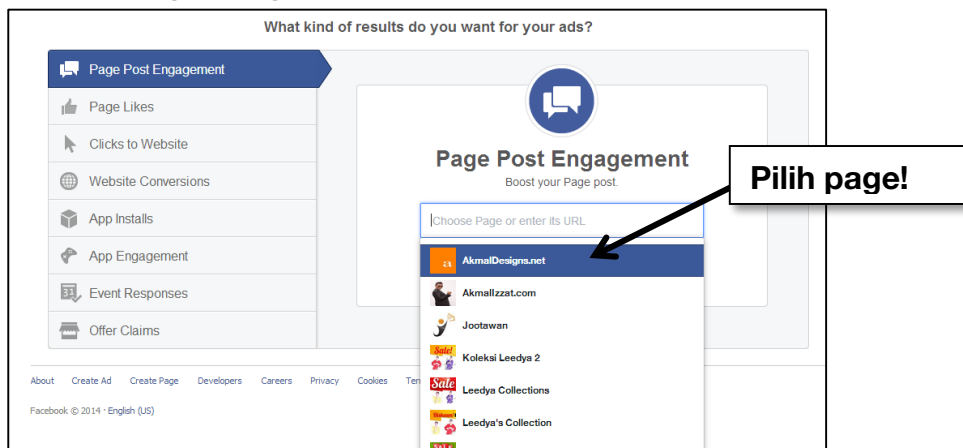 What kind of results do you want for your ads?
Page Post Engagement
Page Likes
Clicks to Website
Website Conversions
App Installs
App Engagement
31
Event Responses
Offer Claims
Page Post Engagement
Boost your Page post.
Choose Page or enter its URL
Pilih page!
a
AkmalDesigns.net
AkmalIzzat.com
Jootawan
Sale!
Koleksi Leedya 2
Sale
Leedya Collections
Leedya's Collection
About Create Ad Create Page Developers Careers Privacy Cookies
Facebook © 2014 · English (US)